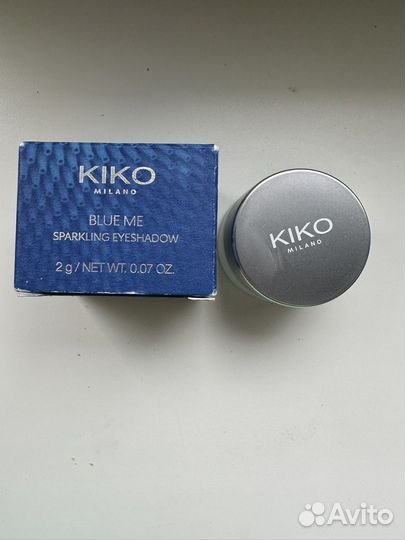 KIKO
MILANO
BLUE ME
SPARKLING EYESHADOW
2 g / NET WT. 0.07 OZ.
KIKO
MILANO
Avito